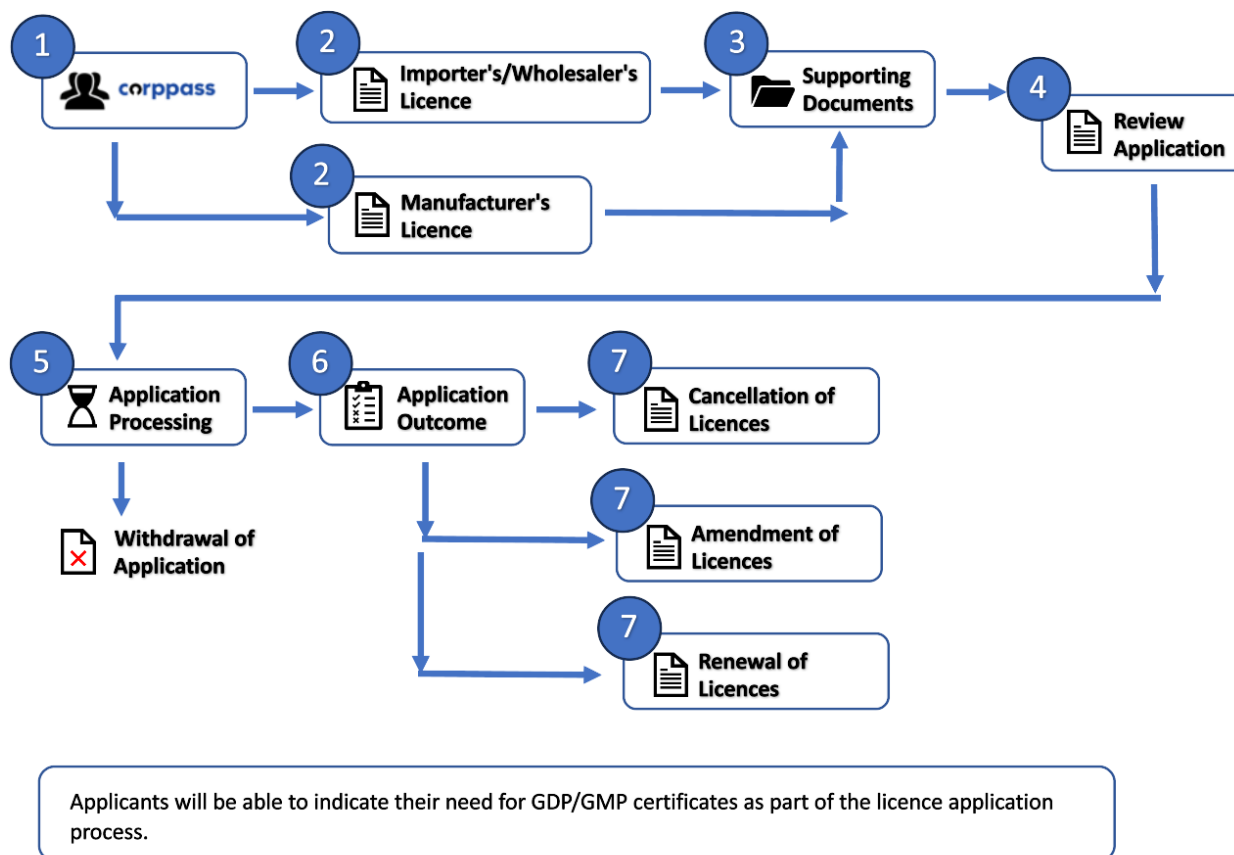 1
corppass
2
Importer's/Wholesaler's
Licence
3
Supporting
Documents
4
Review
Application
2
Manufacturer's
Licence
5
Application
Processing
6
Application
Outcome
7
Cancellation of
Licences
Withdrawal of
Application
7
Amendment of
Licences
7
Renewal of
Licences
Applicants will be able to indicate their need for GDP/GMP certificates as part of the licence application
process.